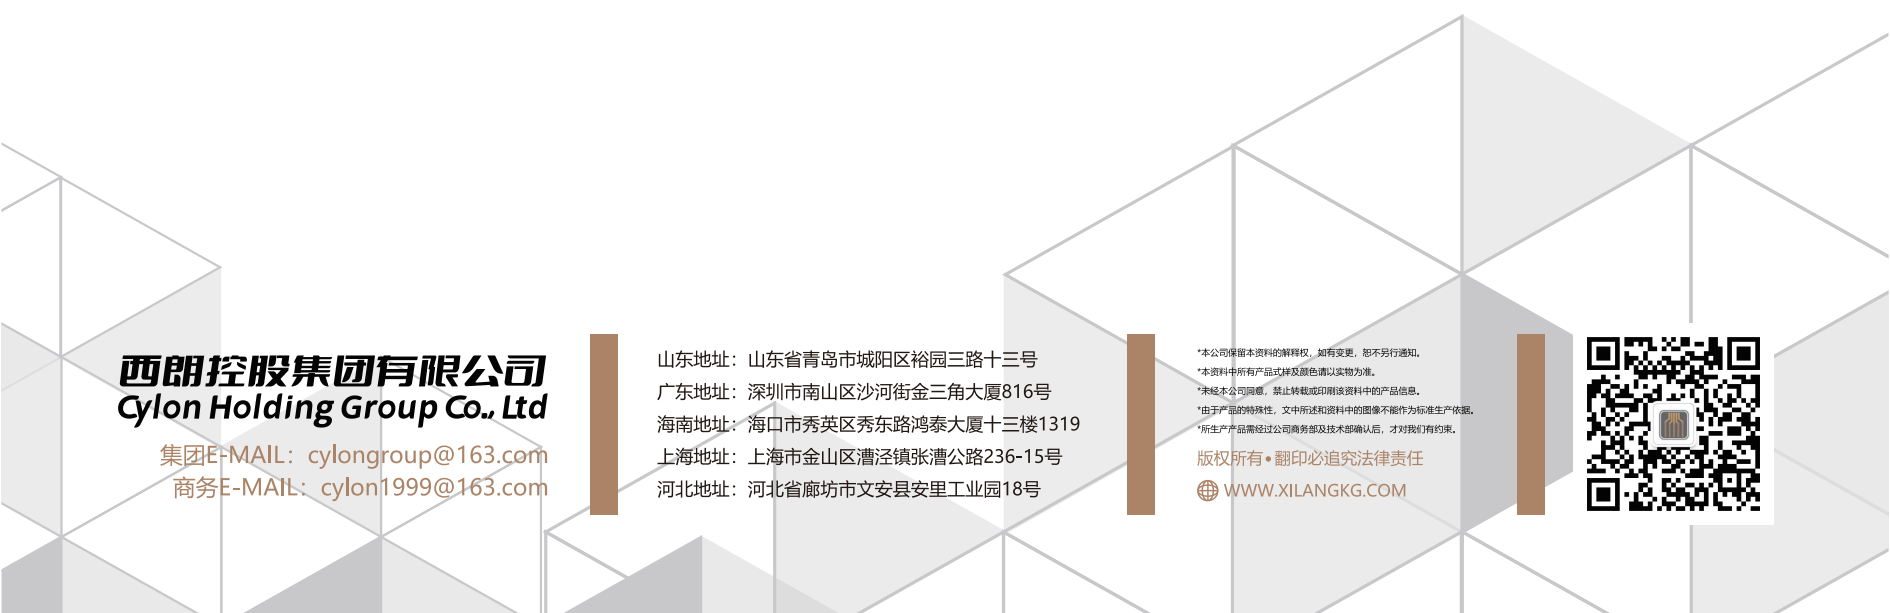 西朗控股集团有限公司
Cylon Holding Group Co., Ltd
集团E-MAIL：cylongroup@163.com
商务E-MAIL：cylon1999@163.com
山东地址：山东省青岛市城阳区裕园三路十三号
广东地址：深圳市南山区沙河街金三角大厦816号
海南地址：海口市秀英区秀东路鸿泰大厦十三楼1319
上海地址：上海市金山区漕泾镇张漕公路236-15号
河北地址：河北省廊坊市文安县安里工业园18号
*本公司保留本资料的解释权，如有变更，恕不另行通知。
*本资料中所有产品式样及颜色请以实物为准。
*未经本公司同意，禁止转载或印刷该资料中的产品信息。
*由于产品的特殊性，文中所述和资料中的图像不能作为标准生产依据。
*所生产产品需经过公司商务部及技术部确认后，才对我们有约束。
版权所有•翻印必追究法律责任
WWW.XILANGKG.COM